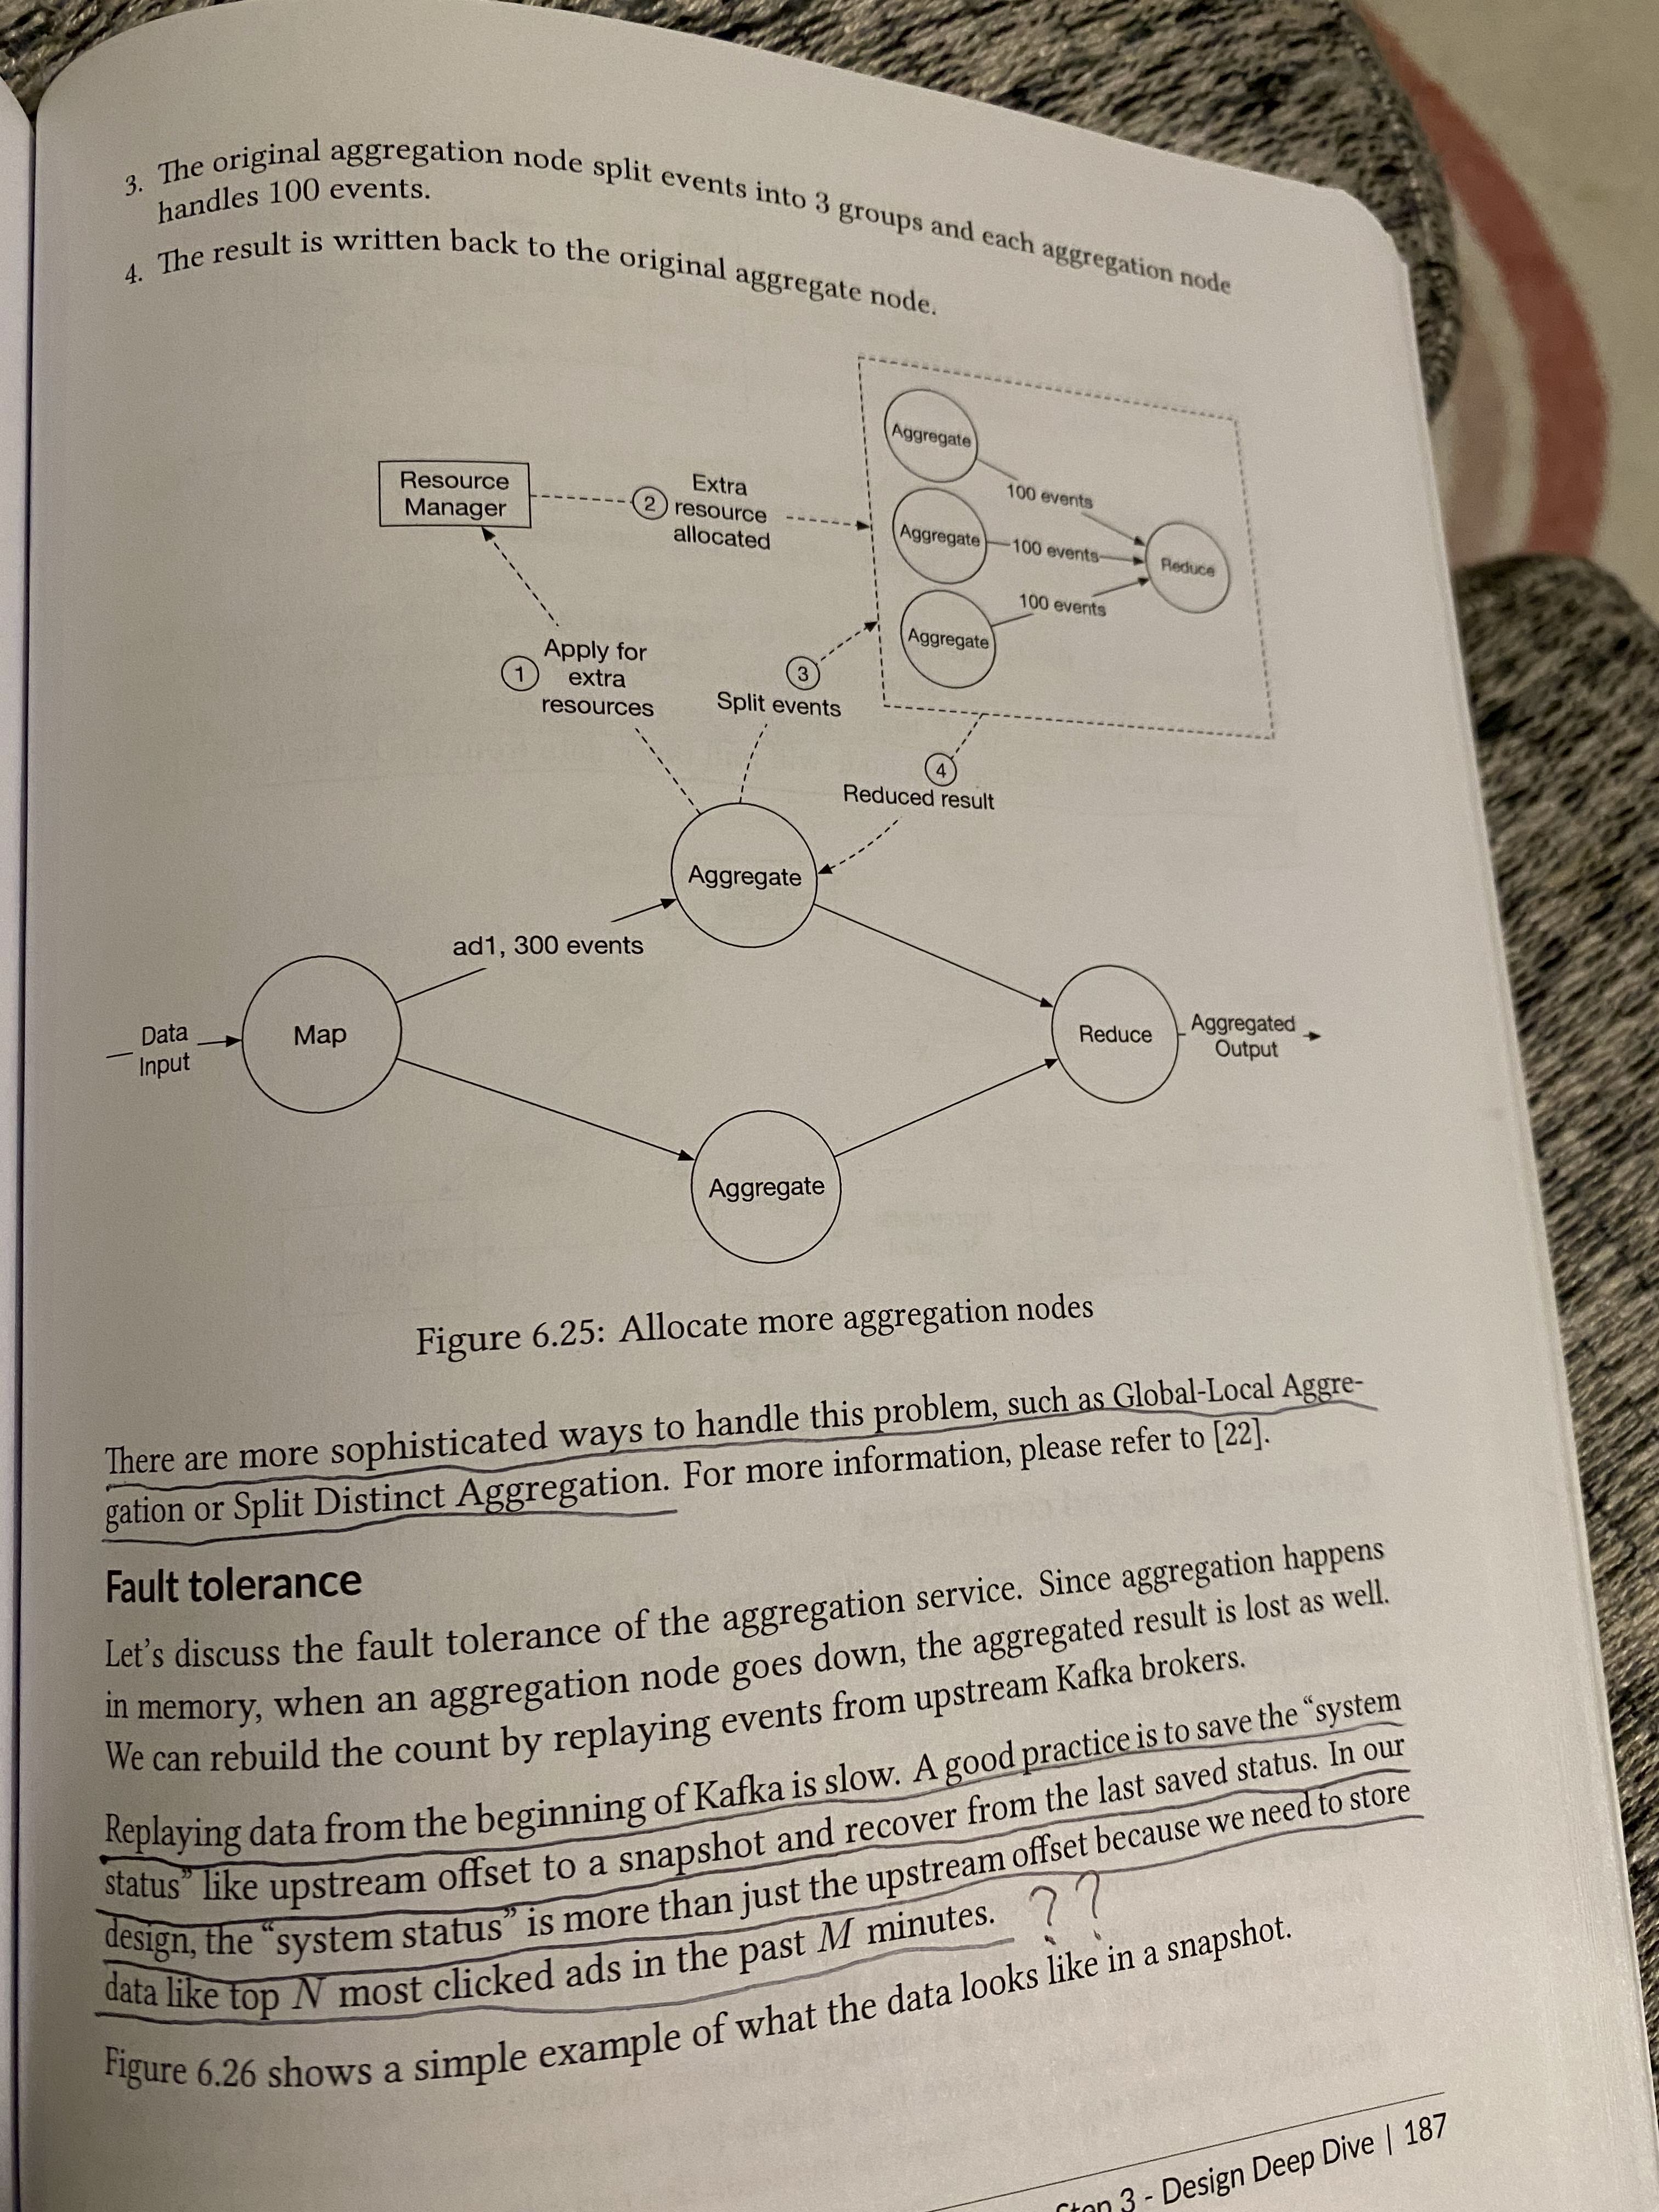 3. The original aggregation node split events into 3 groups and each aggregation node
handles 100 events.
4. The result is written back to the original aggregate node.
Resource
Manager
2
Extra
resource
allocated
Aggregate
100 events
Aggregate
100 events
Reduce
100 events
Aggregate
1
Apply for
extra
resources
3
Split events
4
Reduced result
Aggregate
ad1, 300 events
Data
Input
Map
Reduce
Aggregated
Output
Aggregate
Figure 6.25: Allocate more aggregation nodes
There are more sophisticated ways to handle this problem, such as Global-Local Aggre-
gation or Split Distinct Aggregation. For more information, please refer to [22].
Fault tolerance
Let's discuss the fault tolerance of the aggregation service. Since aggregation happens
in memory, when an aggregation node goes down, the aggregated result is lost as well.
We can rebuild the count by replaying events from upstream Kafka brokers.
Replaying data from the beginning of Kafka is slow. A good practice is to save the “system
status” like upstream offset to a snapshot and recover from the last saved status. In our
design, the “system status” is more than just the upstream offset because we need to store
data like top N most clicked ads in the past M minutes. ??
Figure 6.26 shows a simple example of what the data looks like in a snapshot.
Step 3 - Design Deep Dive | 187